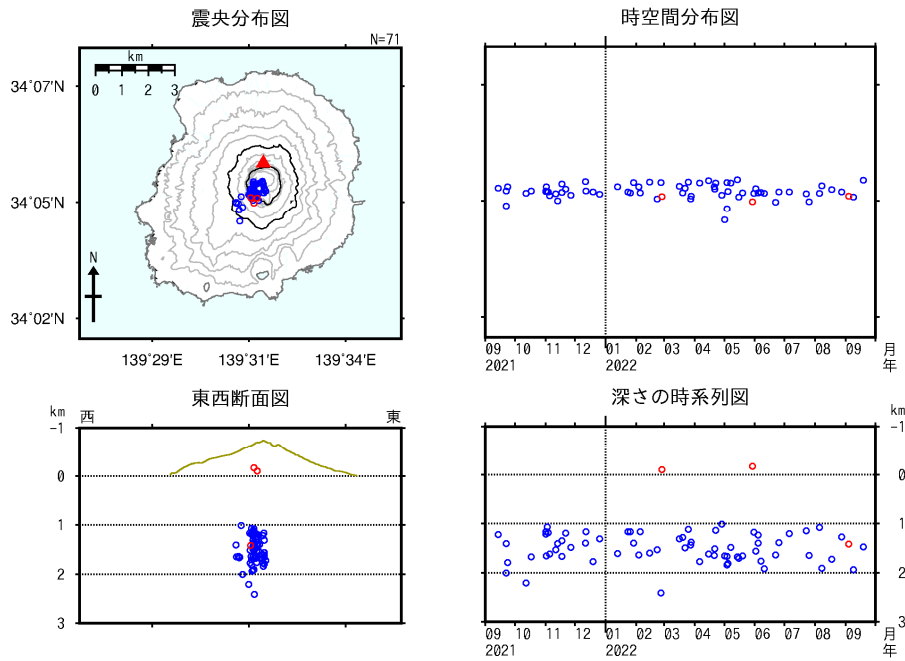 震央分布図
N=71
km
0 1 2 3
34°07'N
34°05'N
34°02'N
N
139°29'E 139°31'E 139°34'E
時空間分布図
09 10 11 12 01 02 03 04 05 06 07 08 09 月
2021 2022 年
東西断面図
km 西 東
-1
0
1
2
3
深さの時系列図
km
-1
0
1
2
3
09 10 11 12 01 02 03 04 05 06 07 08 09 月
2021 2022 年